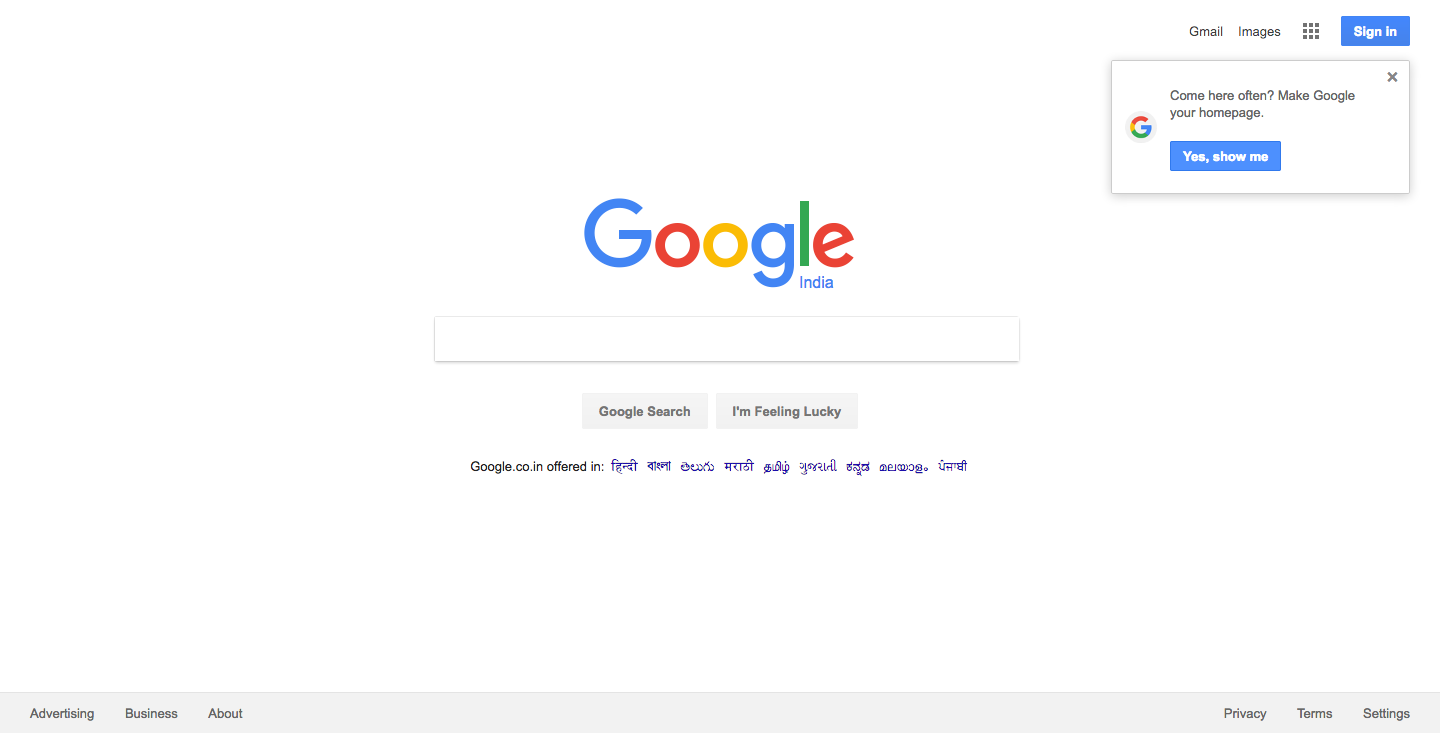 Gmail Images Sign in
Come here often? Make Google
your homepage.
Yes, show me
Google
India
Google Search I'm Feeling Lucky
Google.co.in offered in: हिन्दी বাংলা తెలుగు मराठी தமிழ் ગુજરાતી ಕನ್ನಡ മലയാളം ਪੰਜਾਬੀ
Advertising Business About Privacy Terms Settings